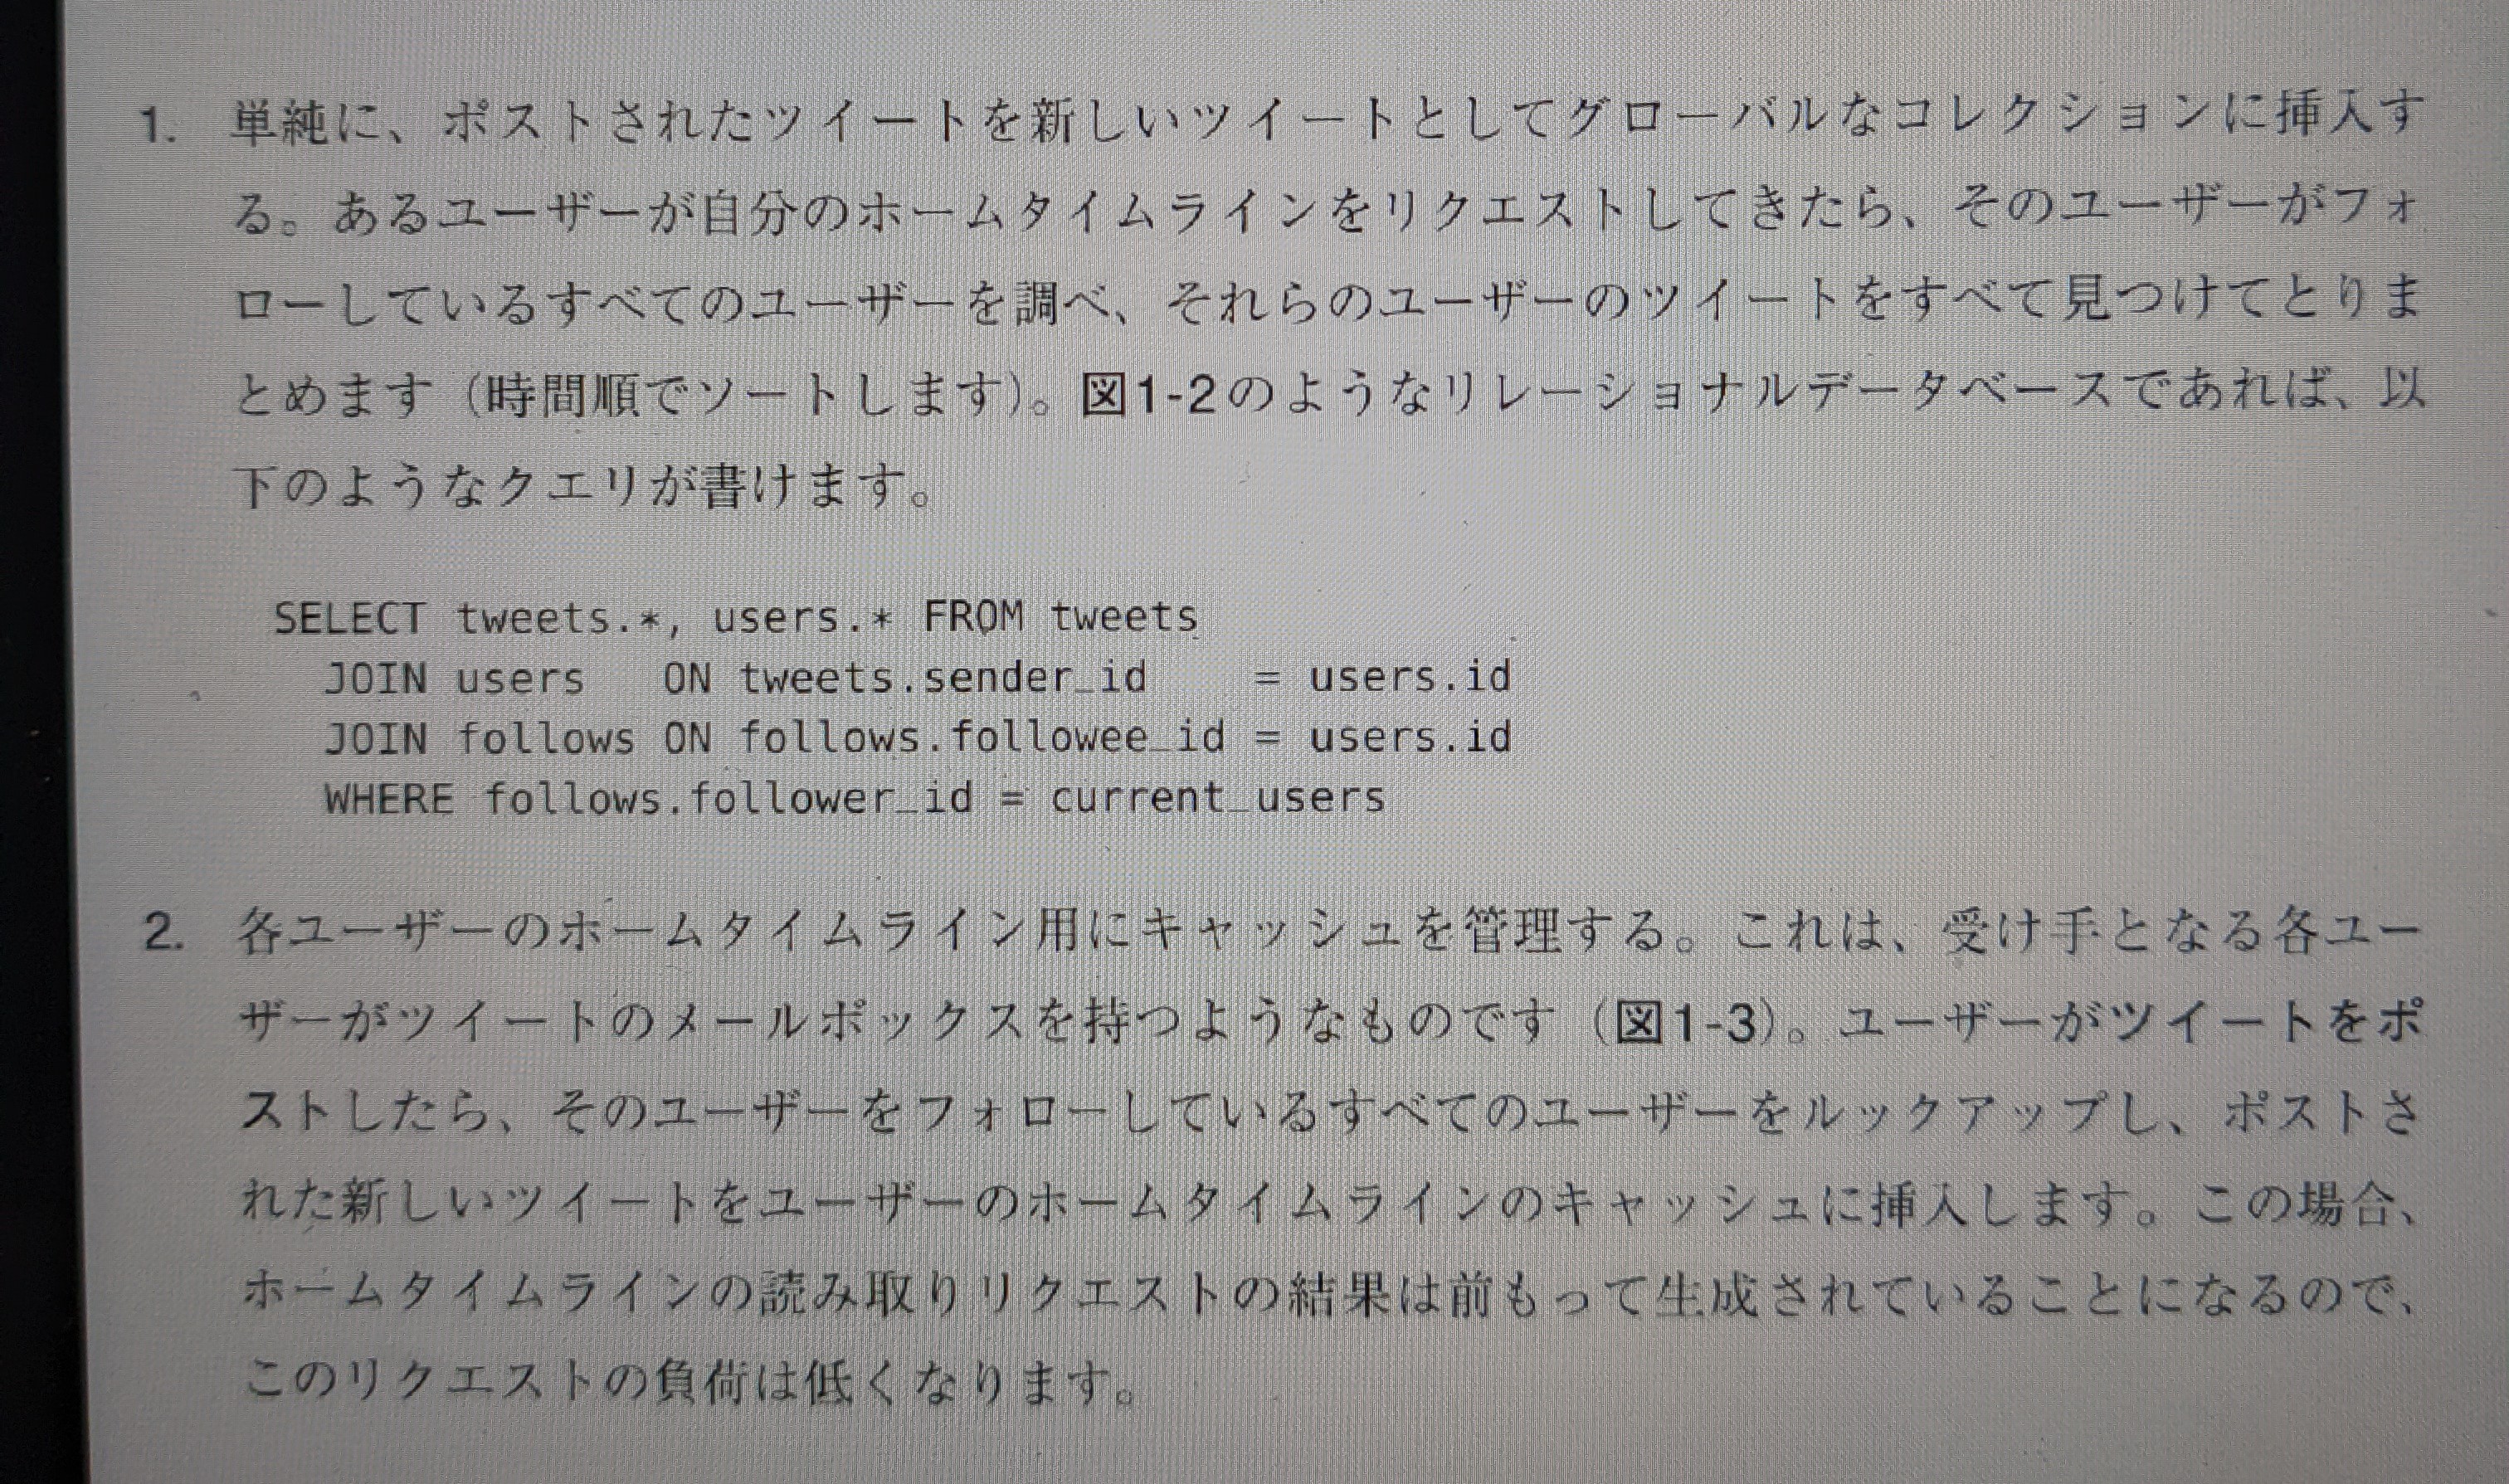 1. 単純に、ポストされたツイートを新しいツイートとしてグローバルなコレクションに挿入す
る。あるユーザーが自分のホームタイムラインをリクエストしてきたら、そのユーザーがフォ
ローしているすべてのユーザーを調べ、それらのユーザーのツイートをすべて見つけてとりま
とめます（時間順でソートします）。図1-2のようなリレーショナルデータベースであれば、以
下のようなクエリが書けます。
SELECT tweets.*, users.* FROM tweets
JOIN users   ON tweets.sender_id    = users.id
JOIN follows ON follows.followee_id = users.id
WHERE follows.follower_id = current_users
2. 各ユーザーのホームタイムライン用にキャッシュを管理する。これは、受け手となる各ユー
ザーがツイートのメールボックスを持つようなものです（図1-3）。ユーザーがツイートをポ
ストしたら、そのユーザーをフォローしているすべてのユーザーをルックアップし、ポストさ
れた新しいツイートをユーザーのホームタイムラインのキャッシュに挿入します。この場合、
ホームタイムラインの読み取りリクエストの結果は前もって生成されていることになるので、
このリクエストの負荷は低くなります。